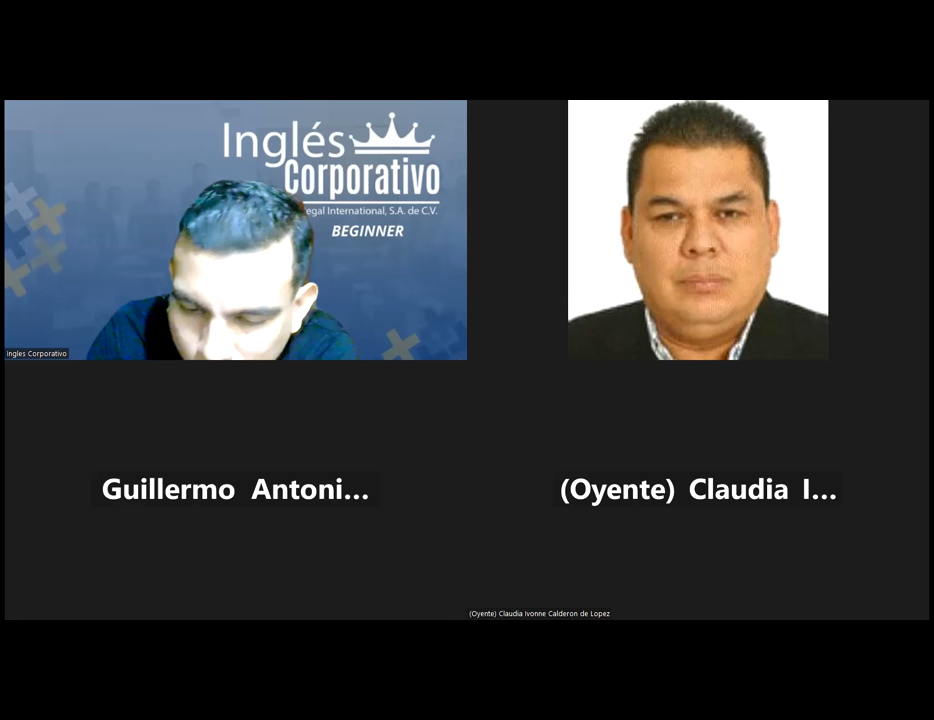 Inglés
Corporativo
egal International, S.A. de C.V.
BEGINNER
Ingles Corporativo
Guillermo Antoni...
(Oyente) Claudia I...
(Oyente) Claudia Ivonne Calderon de Lopez